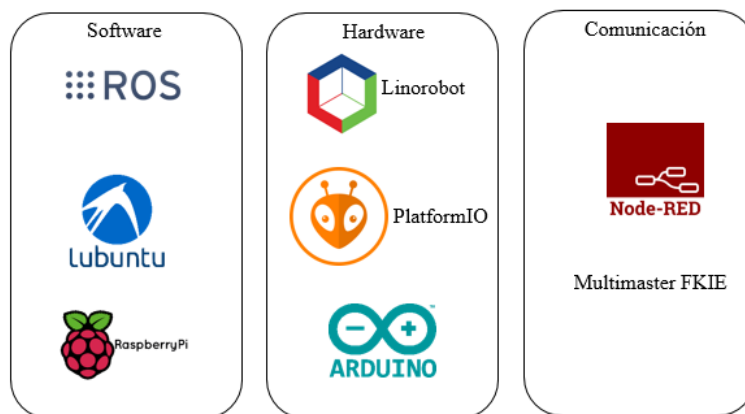 Software
ROS
lubuntu
RaspberryPi
Hardware
Linorobot
PlatformIO
ARDUINO
Comunicación
Node-RED
Multimaster FKIE